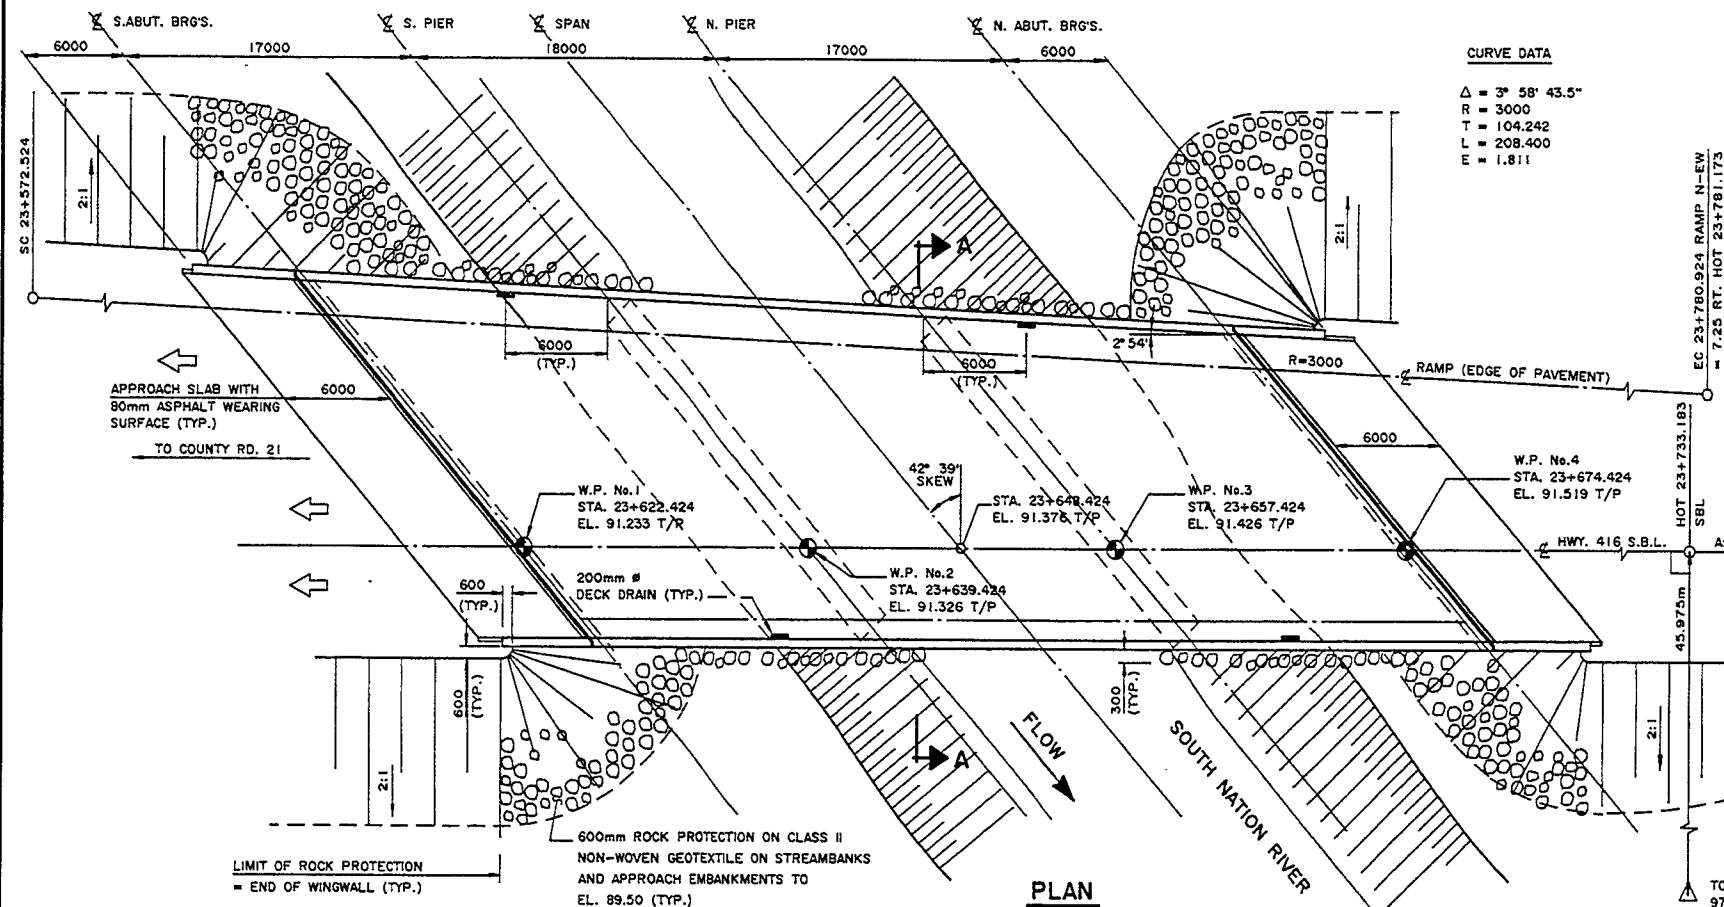 ℄ S.ABUT. BRG'S.
℄ S. PIER
℄ SPAN
℄ N. PIER
℄ N. ABUT. BRG'S.
6000
17000
18000
17000
6000
CURVE DATA
Δ = 3° 58' 43.5"
R = 3000
T = 104.242
L = 208.400
E = 1.811
SC 23+572.524
2:1
2:1
A
EC 23+780.924 RAMP N-EW
= 7.25 RT. HOT 23+781.173
6000
(TYP.)
6000
(TYP.)
2° 54'
R=3000
℄ RAMP (EDGE OF PAVEMENT)
APPROACH SLAB WITH
80mm ASPHALT WEARING
SURFACE (TYP.)
6000
TO COUNTY RD. 21
6000
42° 39'
SKEW
W.P. No.1
STA. 23+622.424
EL. 91.233 T/P
STA. 23+648.424
EL. 91.376 T/P
W.P. No.3
STA. 23+657.424
EL. 91.426 T/P
W.P. No.4
STA. 23+674.424
EL. 91.519 T/P
HOT 23+733.183
SBL
℄ HWY. 416 S.B.L.
600
(TYP.)
200mm ø
DECK DRAIN (TYP.)
W.P. No.2
STA. 23+639.424
EL. 91.326 T/P
45.975m
600
(TYP.)
300
(TYP.)
FLOW
SOUTH NATION RIVER
A
2:1
2:1
600mm ROCK PROTECTION ON CLASS II
NON-WOVEN GEOTEXTILE ON STREAMBANKS
AND APPROACH EMBANKMENTS TO
EL. 89.50 (TYP.)
LIMIT OF ROCK PROTECTION
= END OF WINGWALL (TYP.)
PLAN
TO
97